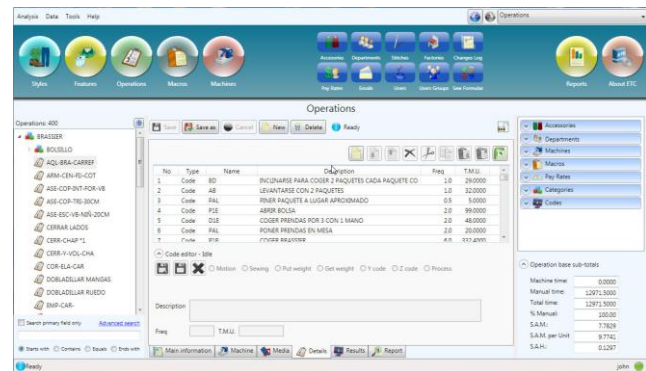 Analysis Data Tools Help
Operations
Styles
Features
Operations
Macros
Machines
Accessories
Departments
Stitches
Factories
Changes Log
Pay Rates
Goods
Users
Users Groups
Sew Formulas
Reports
About ETC
Operations
Operations: 400
BRASSIER
BOLSILLO
AQL-BRA-CARREF
ARM-CEN-FIJ-COT
ASE-COP-INT-FOR-VB
ASE-COP-TRI-30CM
ASE-ESC-VB-NIÑ-20CM
CERRAR LADOS
CERR-CHAP *1
CERR-Y-VOL-CHA
COR-ELA-CAR
DOBLADILLAR MANGAS
DOBLADILLAR RUEDO
EMP-CAR-
Search primary field only
Advanced search
Starts with Contains Equals Ends with
Save Save as Cancel New Delete Ready
No Type Name Description Freq T.M.U.
1 Code BD INCLINARSE PARA COGER 2 PAQUETES CADA PAQUETE CO 1.0 29.0000
2 Code AB LEVANTARSE CON 2 PAQUETES 1.0 32.0000
3 Code PAL PINER PAQUETE A LUGAR APROXIMADO 0.5 5.0000
4 Code P1E ABRIR BOLSA 2.0 99.0000
5 Code D1E COGER PRENDAS POR 3 CON 1 MANO 2.0 48.0000
6 Code PAL PONER PRENDAS EN MESA 2.0 20.0000
7 Code COGER BRASSIER 6.0 332.4000
Code editor - Idle
Motion Sewing Put weight Get weight Y code Z code Process
Description
Freq T.M.U.
Main information Machine Media Details Results Report
Accessories
Departments
Machines
Macros
Pay Rates
Categories
Codes
Operation base sub-totals
Machine time: 0.0000
Manual time: 12971.5000
Total time: 12971.5000
% Manual: 100.00
S.A.M.: 7.7829
S.A.M. per Unit 9.7741
S.A.H.: 0.1297
Ready
john